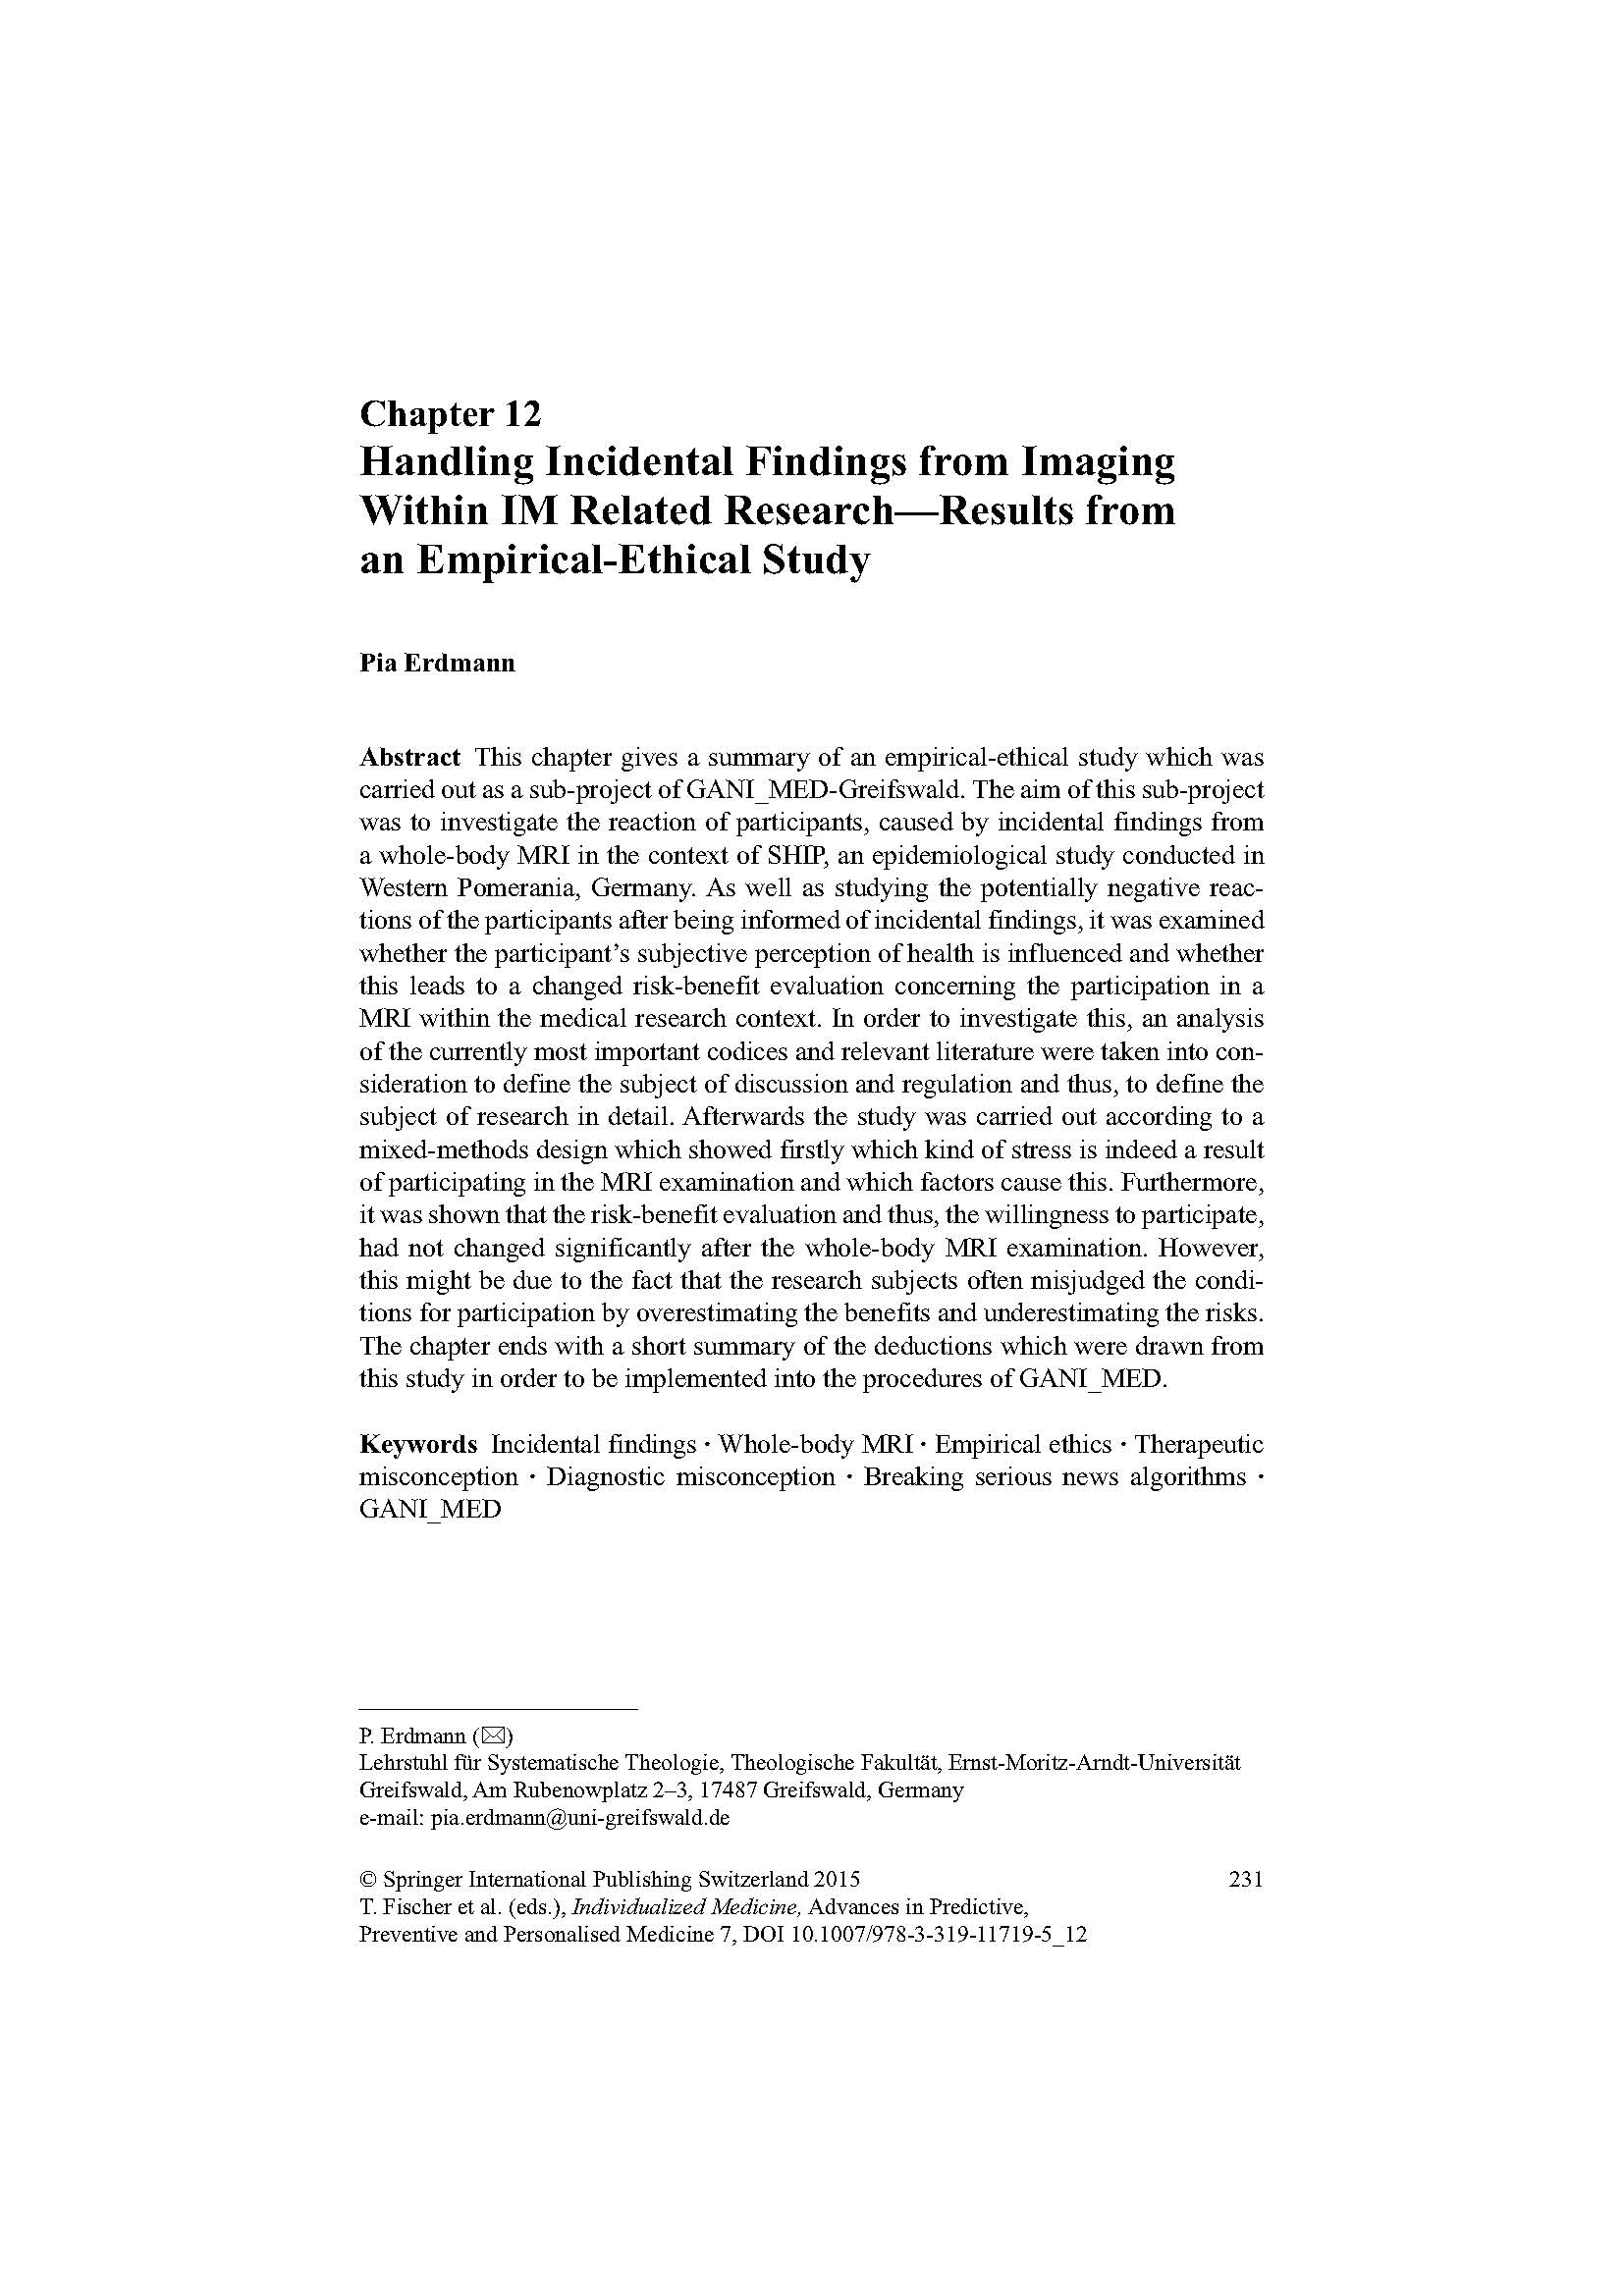 Chapter 12
Handling Incidental Findings from Imaging
Within IM Related Research—Results from
an Empirical-Ethical Study
Pia Erdmann
Abstract This chapter gives a summary of an empirical-ethical study which was
carried out as a sub-project of GANI_MED-Greifswald. The aim of this sub-project
was to investigate the reaction of participants, caused by incidental findings from
a whole-body MRI in the context of SHIP, an epidemiological study conducted in
Western Pomerania, Germany. As well as studying the potentially negative reac-
tions of the participants after being informed of incidental findings, it was examined
whether the participant’s subjective perception of health is influenced and whether
this leads to a changed risk-benefit evaluation concerning the participation in a
MRI within the medical research context. In order to investigate this, an analysis
of the currently most important codices and relevant literature were taken into con-
sideration to define the subject of discussion and regulation and thus, to define the
subject of research in detail. Afterwards the study was carried out according to a
mixed-methods design which showed firstly which kind of stress is indeed a result
of participating in the MRI examination and which factors cause this. Furthermore,
it was shown that the risk-benefit evaluation and thus, the willingness to participate,
had not changed significantly after the whole-body MRI examination. However,
this might be due to the fact that the research subjects often misjudged the condi-
tions for participation by overestimating the benefits and underestimating the risks.
The chapter ends with a short summary of the deductions which were drawn from
this study in order to be implemented into the procedures of GANI_MED.
Keywords Incidental findings · Whole-body MRI · Empirical ethics · Therapeutic
misconception · Diagnostic misconception · Breaking serious news algorithms ·
GANI_MED
P. Erdmann (✉)
Lehrstuhl für Systematische Theologie, Theologische Fakultät, Ernst-Moritz-Arndt-Universität
Greifswald, Am Rubenowplatz 2–3, 17487 Greifswald, Germany
e-mail: pia.erdmann@uni-greifswald.de
© Springer International Publishing Switzerland 2015 231
T. Fischer et al. (eds.), Individualized Medicine, Advances in Predictive,
Preventive and Personalised Medicine 7, DOI 10.1007/978-3-319-11719-5_12